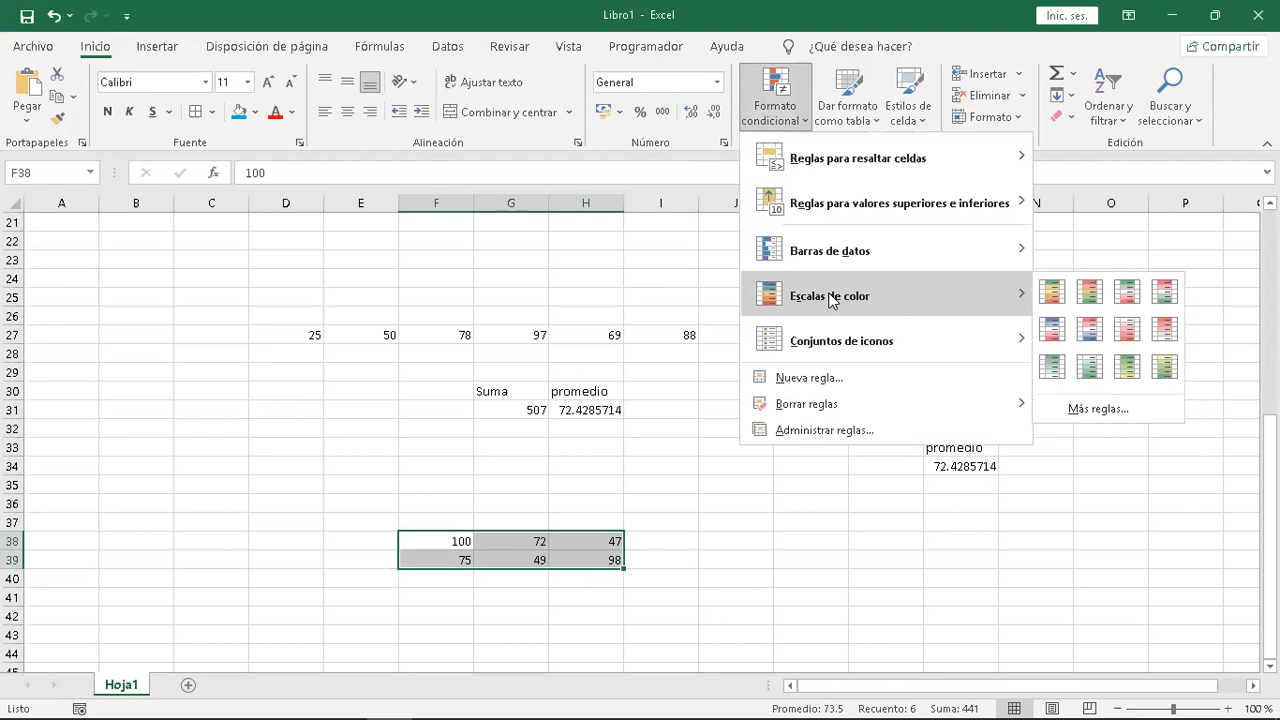 Libro1 - Excel
Inic. ses.
Archivo Inicio Insertar Disposición de página Fórmulas Datos Revisar Vista Programador Ayuda ¿Qué desea hacer? Compartir
Pegar
Portapapeles
Calibri 11
N K S
Fuente
Ajustar texto
Combinar y centrar
Alineación
General
% 000
Número
Formato condicional
Dar formato como tabla
Estilos de celda
Insertar
Eliminar
Formato
Ordenar y filtrar
Buscar y seleccionar
Edición
F38 100
Reglas para resaltar celdas
Reglas para valores superiores e inferiores
Barras de datos
Escalas de color
Conjuntos de iconos
Nueva regla...
Borrar reglas
Administrar reglas...
Más reglas...
A B C D E F G H I J N O P
21
22
23
24
25
26
27 25 50 78 97 69 88
28
29
30 Suma promedio
31 507 72.4285714
32
33 promedio
34 72.4285714
35
36
37
38 100 72 47
39 75 49 98
40
41
42
43
44
45
Hoja1
Listo Promedio: 73.5 Recuento: 6 Suma: 441 100 %